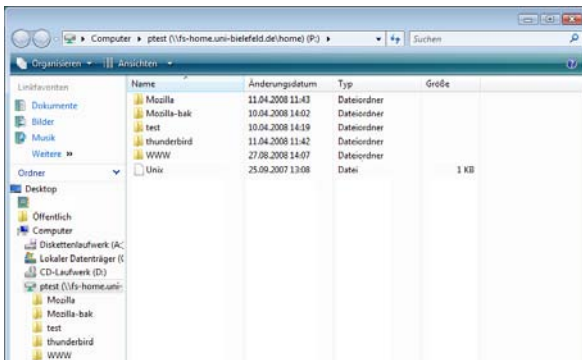 Computer ▸ ptest (\\fs-home.uni-bielefeld.de\home) (P:) ▸ Suchen
Organisieren Ansichten
Linkfavoriten
Dokumente
Bilder
Musik
Weitere »
Ordner
Desktop
Öffentlich
Computer
Diskettenlaufwerk (A:
Lokaler Datenträger (
CD-Laufwerk (D:)
ptest (\\fs-home.uni-
Mozilla
Mozilla-bak
test
thunderbird
WWW
Name Änderungsdatum Typ Größe
Mozilla 11.04.2008 11:43 Dateiordner
Mozilla-bak 10.04.2008 14:02 Dateiordner
test 10.04.2008 14:19 Dateiordner
thunderbird 11.04.2008 11:42 Dateiordner
WWW 27.08.2008 14:07 Dateiordner
Unix 25.09.2007 13:08 Datei 1 KB